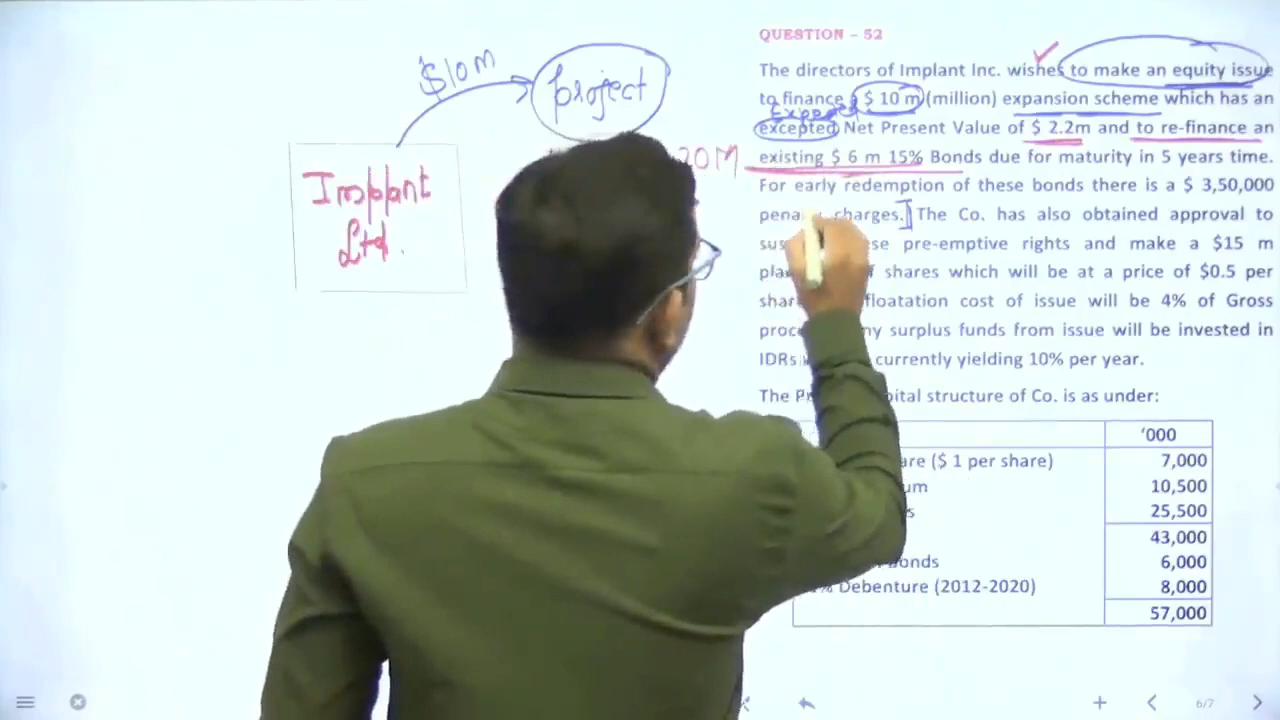 $10M
project
20M
Implant
Ltd.
QUESTION – 52
The directors of Implant Inc. wishes to make an equity issue
to finance $ 10 m (million) expansion scheme which has an
Expected
excepted Net Present Value of $ 2.2m and to re-finance an
existing $ 6 m 15% Bonds due for maturity in 5 years time.
For early redemption of these bonds there is a $ 3,50,000
charges. The Co. has also obtained approval to
pre-emptive rights and make a $15 m
shares which will be at a price of $0.5 per
floatation cost of issue will be 4% of Gross
surplus funds from issue will be invested in
IDRs currently yielding 10% per year.
The capital structure of Co. is as under:
‘000
($ 1 per share) 7,000
10,500
25,500
43,000
6,000
Debenture (2012-2020) 8,000
57,000
6/7